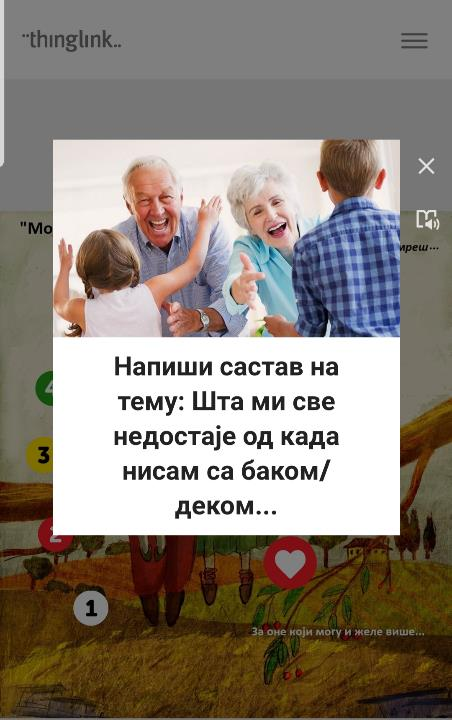 thinglink..
"Мо
мреш...
Напиши састав на
тему: Шта ми све
недостаје од када
нисам са баком/
деком...
4
3
2
1
За оне који могу и желе више...